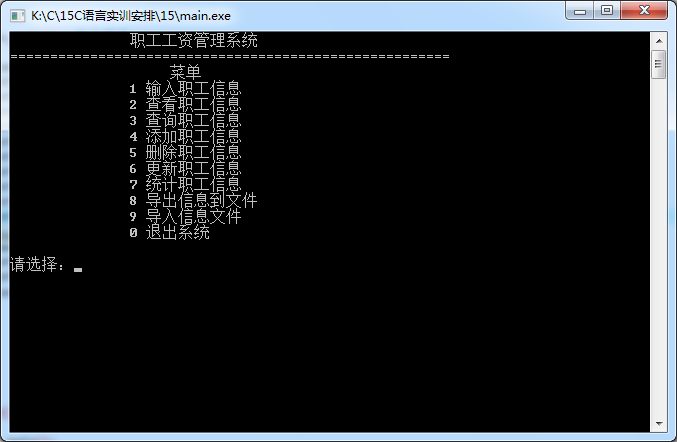 K:\C\15C语言实训安排\15\main.exe
职工工资管理系统
=======================================================
菜单
1 输入职工信息
2 查看职工信息
3 查询职工信息
4 添加职工信息
5 删除职工信息
6 更新职工信息
7 统计职工信息
8 导出信息到文件
9 导入信息文件
0 退出系统
请选择：